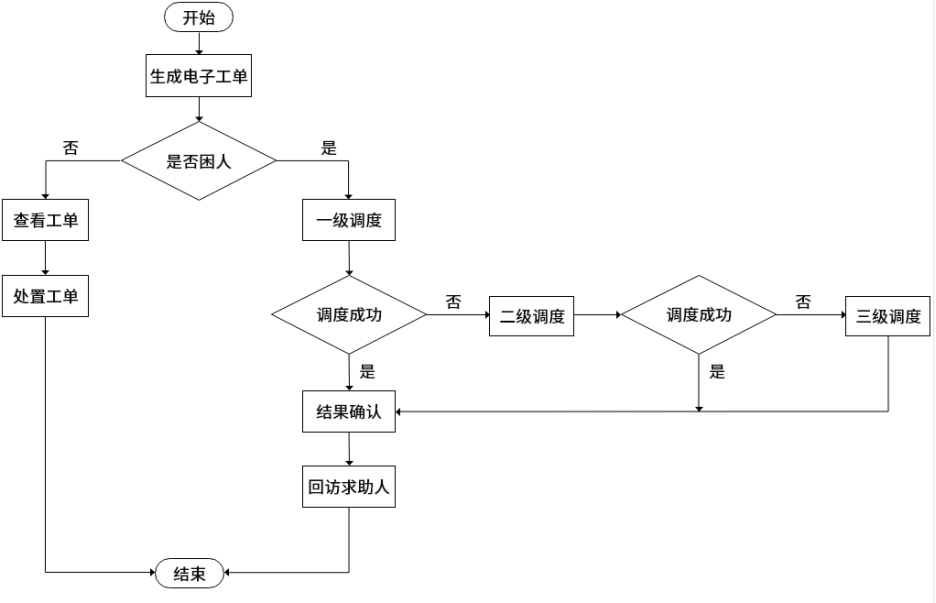 开始
生成电子工单
是否困人
否
是
查看工单
一级调度
处置工单
调度成功
否
二级调度
调度成功
否
三级调度
是
是
结果确认
回访求助人
结束